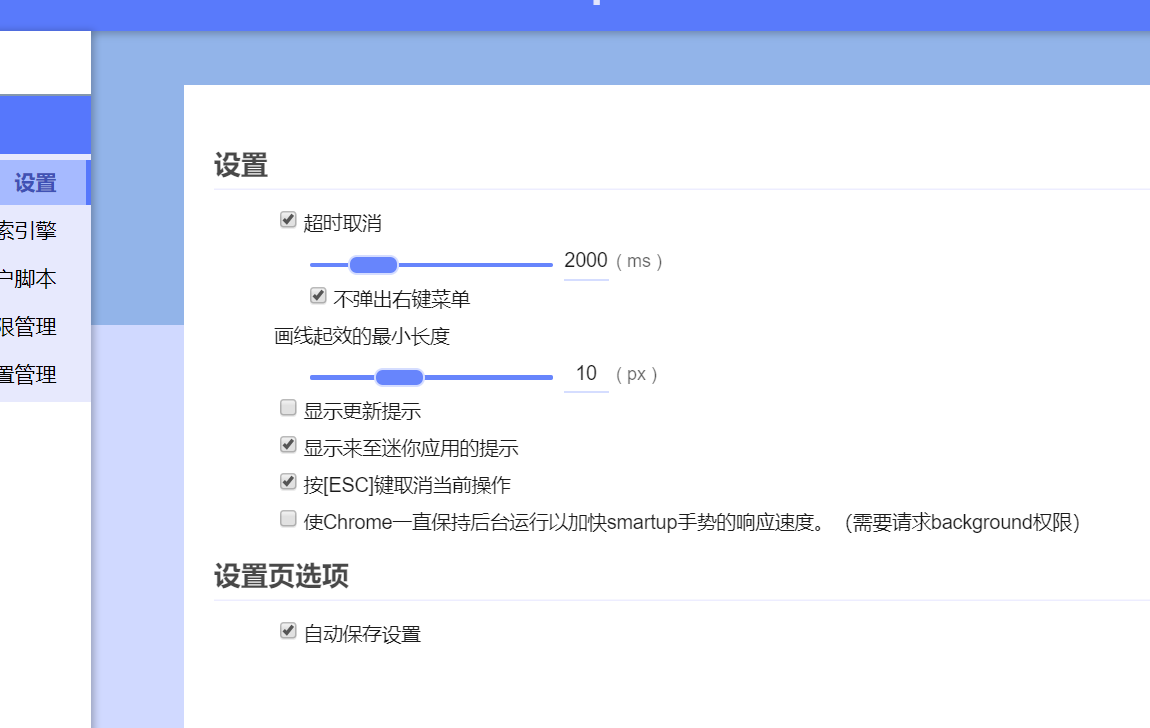 设置
索引擎
户脚本
限管理
置管理
设置
超时取消
2000 ( ms )
不弹出右键菜单
画线起效的最小长度
10 ( px )
显示更新提示
显示来至迷你应用的提示
按[ESC]键取消当前操作
使Chrome一直保持后台运行以加快smartup手势的响应速度。（需要请求background权限）
设置页选项
自动保存设置